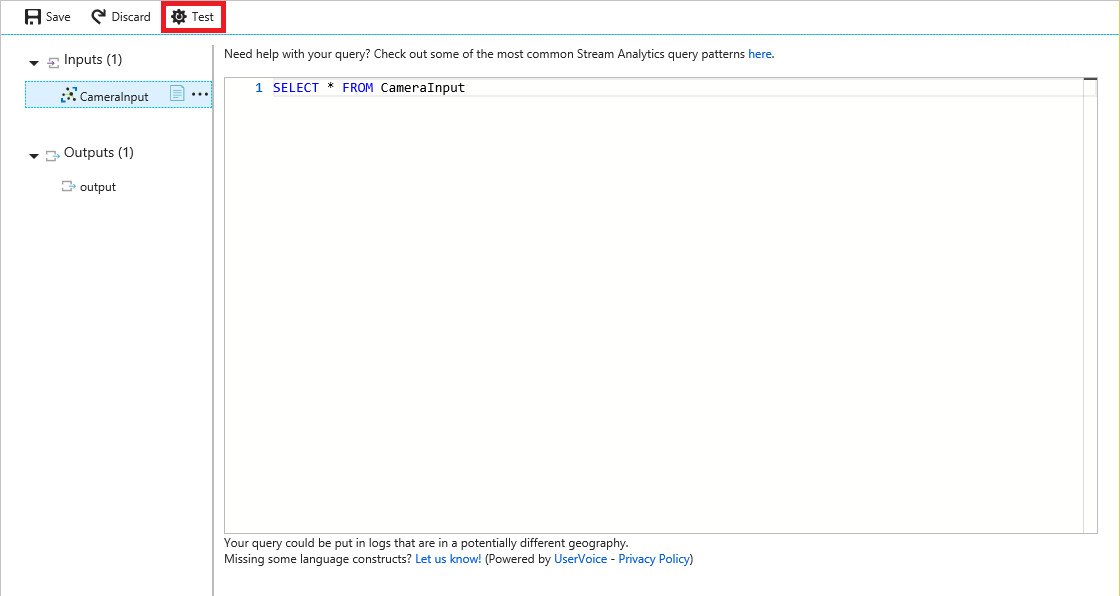 Save Discard Test
Inputs (1)
CameraInput
Outputs (1)
output
Need help with your query? Check out some of the most common Stream Analytics query patterns here.
1 SELECT * FROM CameraInput
Your query could be put in logs that are in a potentially different geography.
Missing some language constructs? Let us know! (Powered by UserVoice - Privacy Policy)